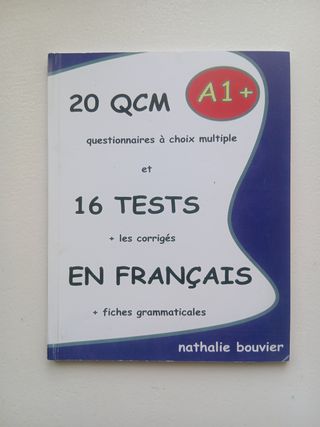 20 QCM
A1+
questionnaires à choix multiple
et
16 TESTS
+ les corrigés
EN FRANÇAIS
+ fiches grammaticales
nathalie bouvier